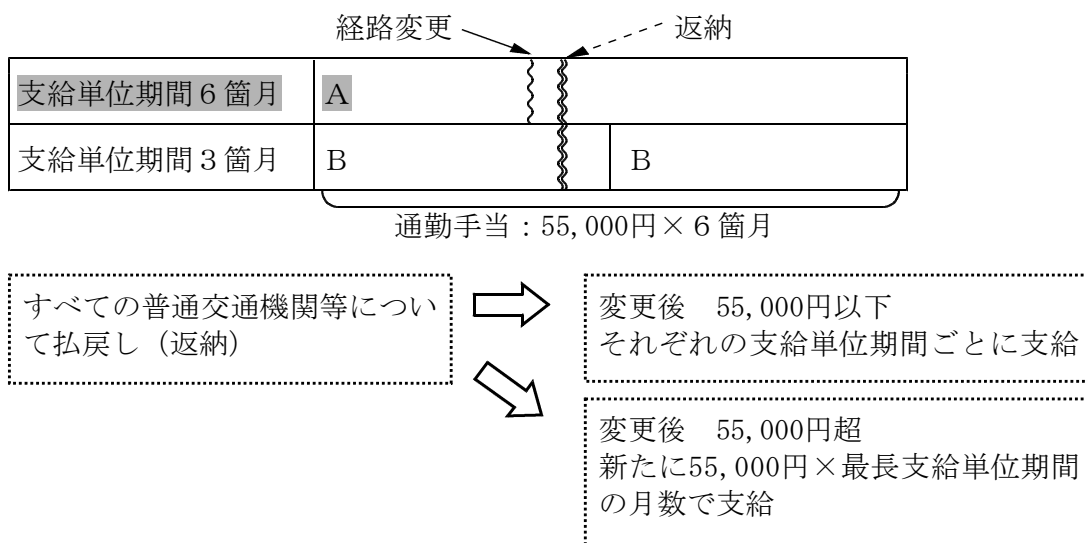 経路変更
返納
支給単位期間６箇月
A
支給単位期間３箇月
B
B
通勤手当：55,000円×６箇月
すべての普通交通機関等につい
て払戻し（返納）
変更後　55,000円以下
それぞれの支給単位期間ごとに支給
変更後　55,000円超
新たに55,000円×最長支給単位期間
の月数で支給